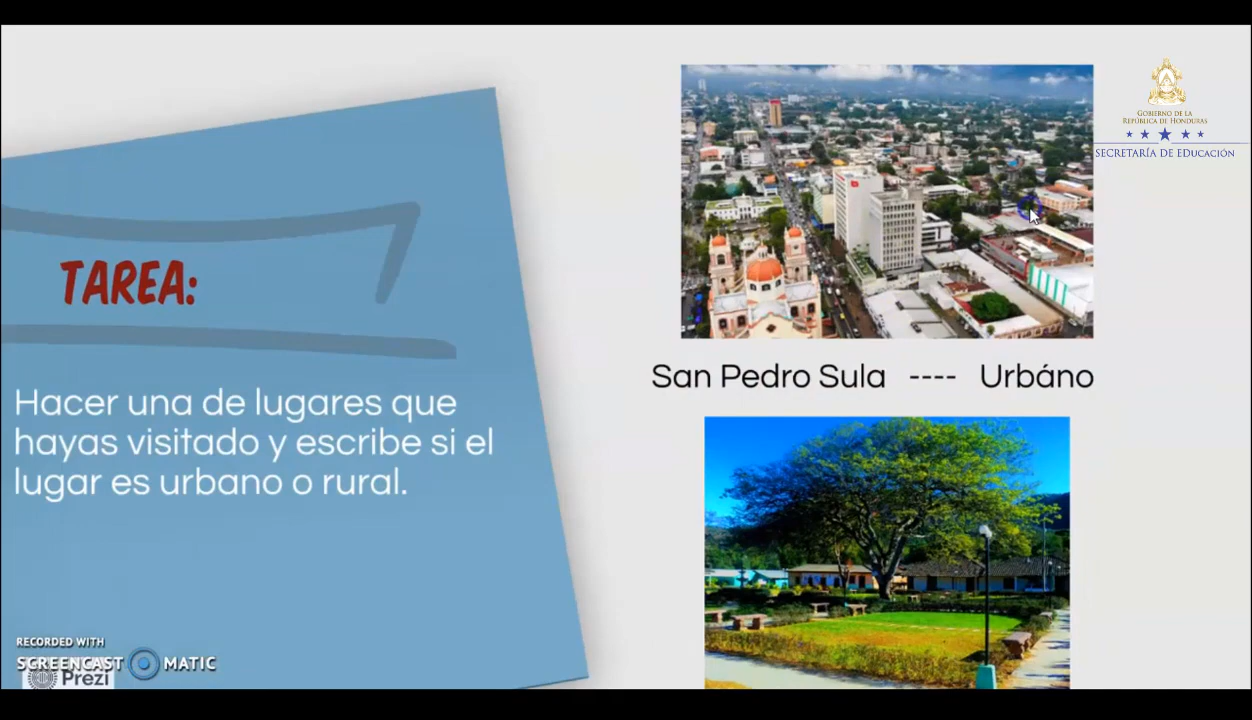 GOBIERNO DE LA
REPÚBLICA DE HONDURAS
SECRETARÍA DE EDUCACIÓN
TAREA:
Hacer una de lugares que
hayas visitado y escribe si el
lugar es urbano o rural.
San Pedro Sula ---- Urbáno
RECORDED WITH
SCREENCAST MATIC
Prezi